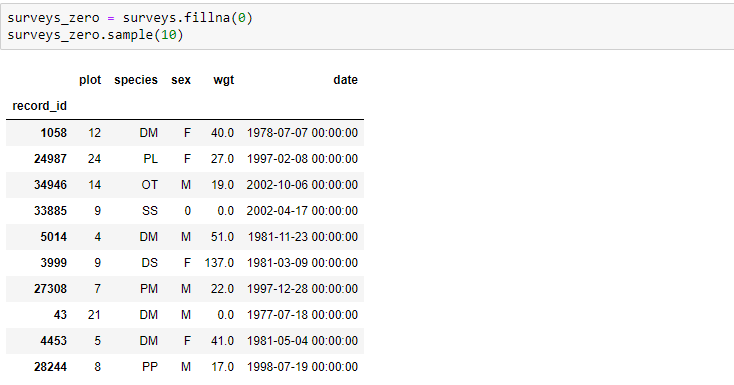 surveys_zero = surveys.fillna(0)
surveys_zero.sample(10)
plot species sex wgt date
record_id
1058 12 DM F 40.0 1978-07-07 00:00:00
24987 24 PL F 27.0 1997-02-08 00:00:00
34946 14 OT M 19.0 2002-10-06 00:00:00
33885 9 SS 0 0.0 2002-04-17 00:00:00
5014 4 DM M 51.0 1981-11-23 00:00:00
3999 9 DS F 137.0 1981-03-09 00:00:00
27308 7 PM M 22.0 1997-12-28 00:00:00
43 21 DM M 0.0 1977-07-18 00:00:00
4453 5 DM F 41.0 1981-05-04 00:00:00
28244 8 PP M 17.0 1998-07-19 00:00:00